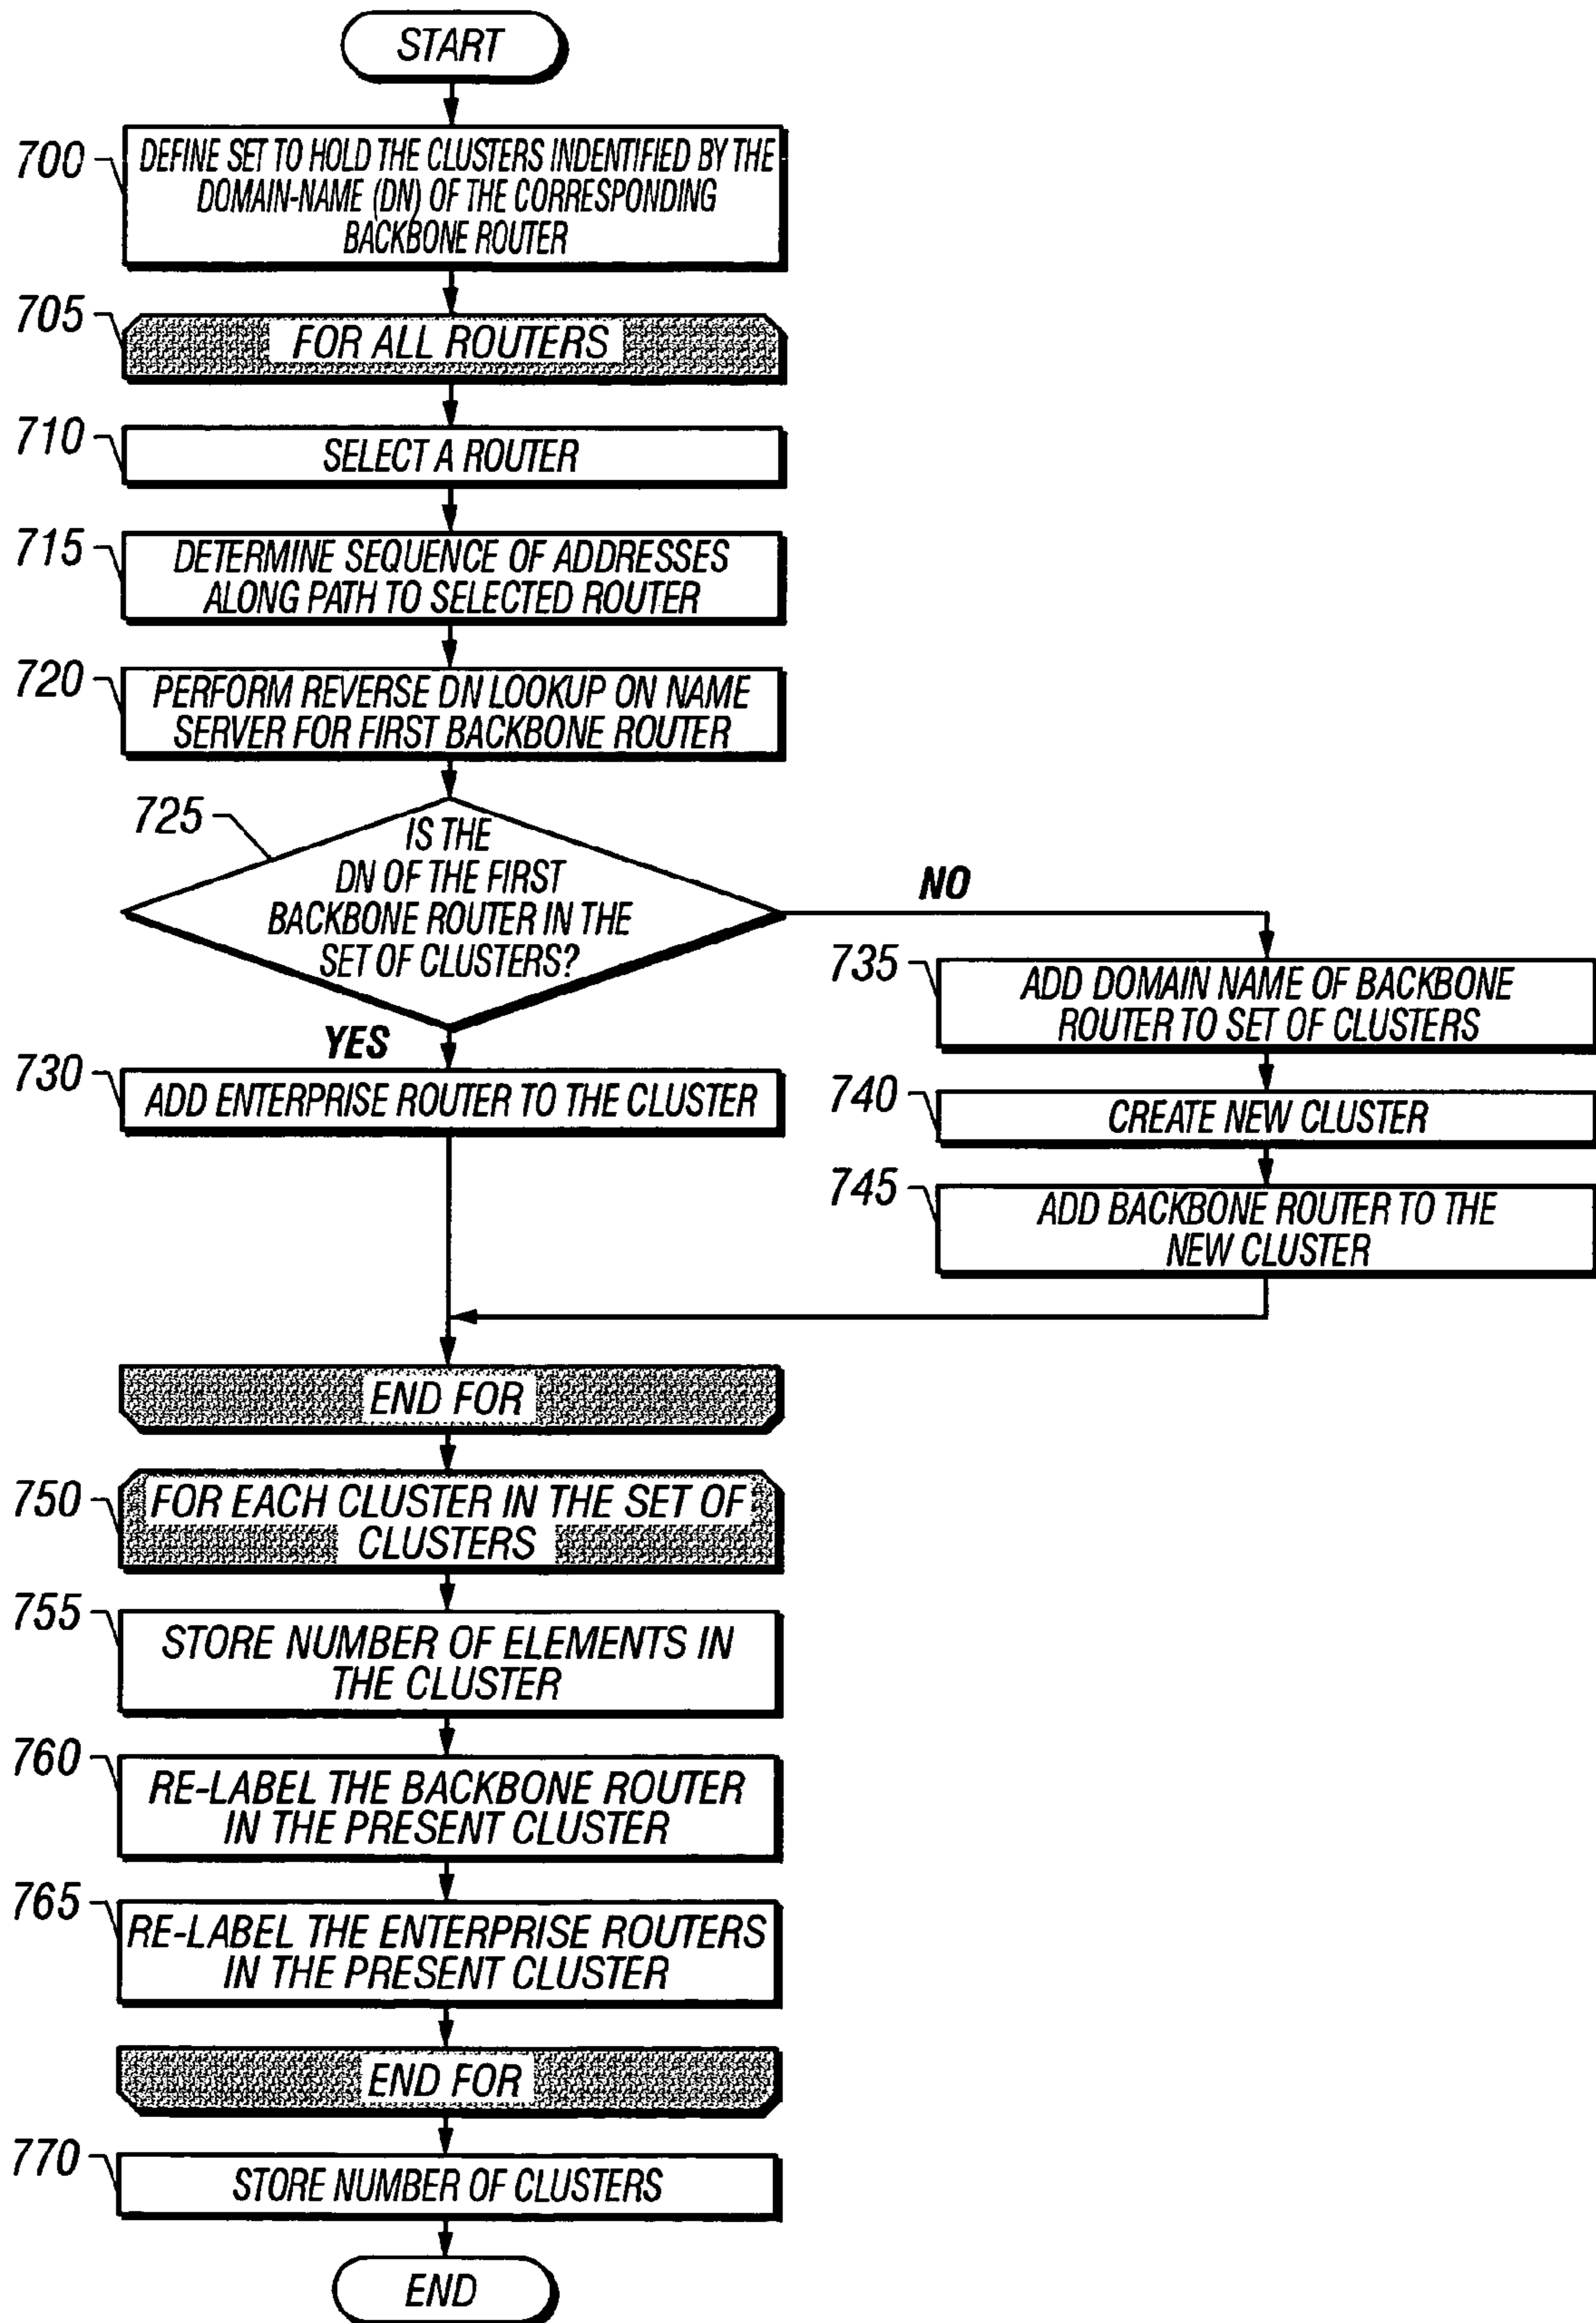 START
700
DEFINE SET TO HOLD THE CLUSTERS INDENTIFIED BY THE
DOMAIN-NAME (DN) OF THE CORRESPONDING
BACKBONE ROUTER
705
FOR ALL ROUTERS
710
SELECT A ROUTER
715
DETERMINE SEQUENCE OF ADDRESSES
ALONG PATH TO SELECTED ROUTER
720
PERFORM REVERSE DN LOOKUP ON NAME
SERVER FOR FIRST BACKBONE ROUTER
725
IS THE
DN OF THE FIRST
BACKBONE ROUTER IN THE
SET OF CLUSTERS?
NO
YES
730
ADD ENTERPRISE ROUTER TO THE CLUSTER
735
ADD DOMAIN NAME OF BACKBONE
ROUTER TO SET OF CLUSTERS
740
CREATE NEW CLUSTER
745
ADD BACKBONE ROUTER TO THE
NEW CLUSTER
END FOR
750
FOR EACH CLUSTER IN THE SET OF
CLUSTERS
755
STORE NUMBER OF ELEMENTS IN
THE CLUSTER
760
RE-LABEL THE BACKBONE ROUTER
IN THE PRESENT CLUSTER
765
RE-LABEL THE ENTERPRISE ROUTERS
IN THE PRESENT CLUSTER
END FOR
770
STORE NUMBER OF CLUSTERS
END